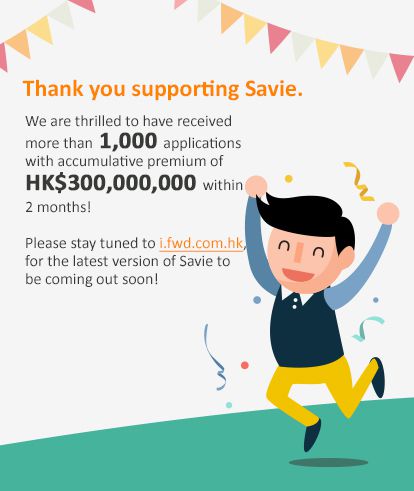 Thank you supporting Savie.
We are thrilled to have received
more than 1,000 applications
with accumulative premium of
HK$300,000,000 within
2 months!
Please stay tuned to i.fwd.com.hk,
for the latest version of Savie to
be coming out soon!